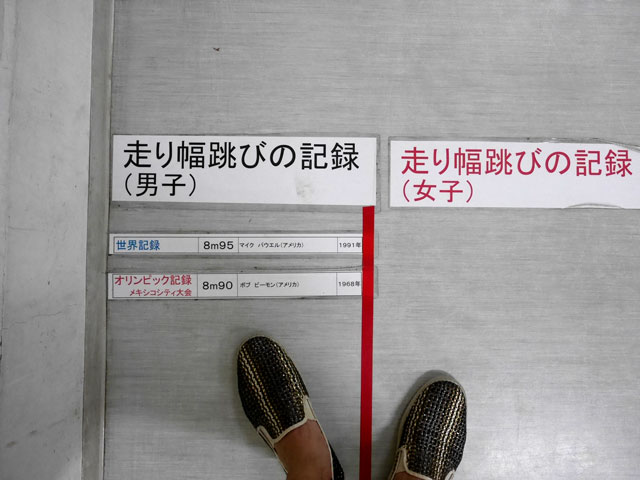 走り幅跳びの記録
（男子）
走り幅跳びの記録
（女子）
世界記録 8m95 マイク パウエル（アメリカ） 1991年
オリンピック記録 8m90 ボブ ビーモン（アメリカ） 1968年
メキシコシティ大会